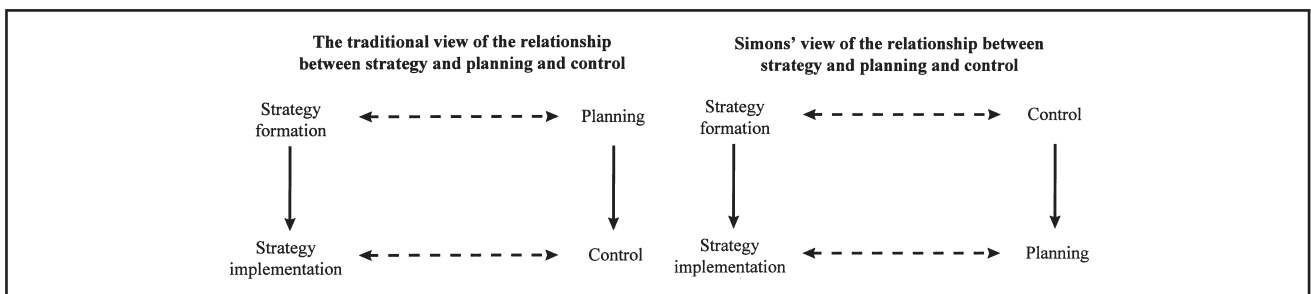 The traditional view of the relationship
between strategy and planning and control
Strategy
formation
Planning
Strategy
implementation
Control
Simons’ view of the relationship between
strategy and planning and control
Strategy
formation
Control
Strategy
implementation
Planning